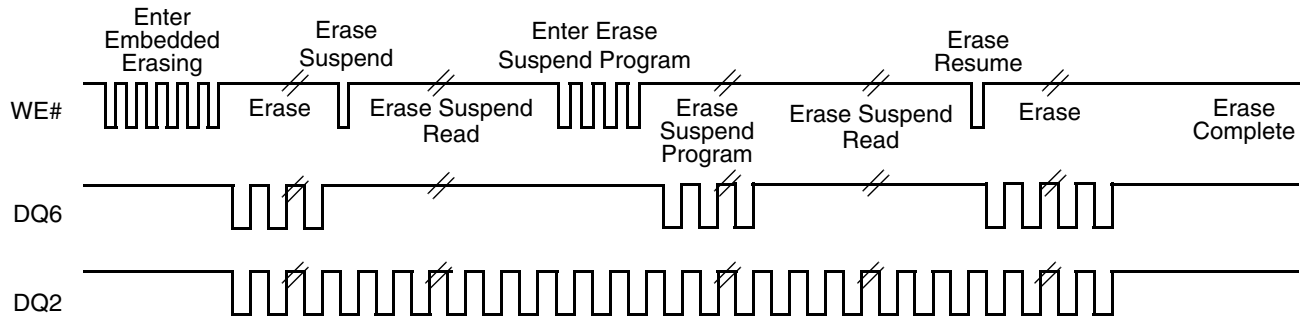 Enter
Embedded
Erasing
Erase
Suspend
Enter Erase
Suspend Program
Erase
Resume
WE#
Erase
Erase Suspend
Read
Erase
Suspend
Program
Erase Suspend
Read
Erase
Erase
Complete
DQ6
DQ2